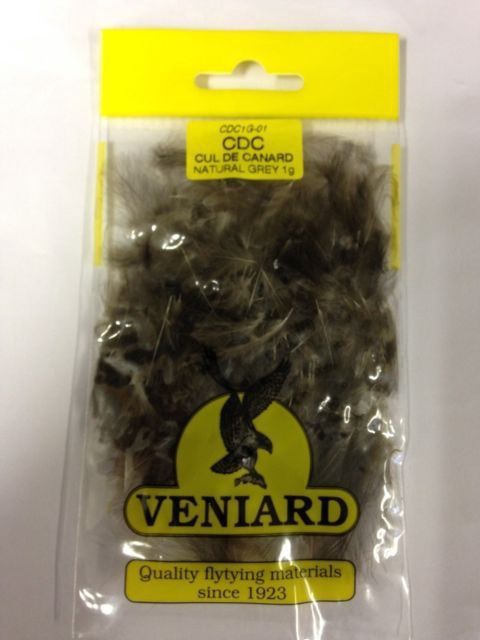 CDC1G-01
CDC
CUL DE CANARD
NATURAL GREY 1g
VENIARD
Quality flytying materials
since 1923